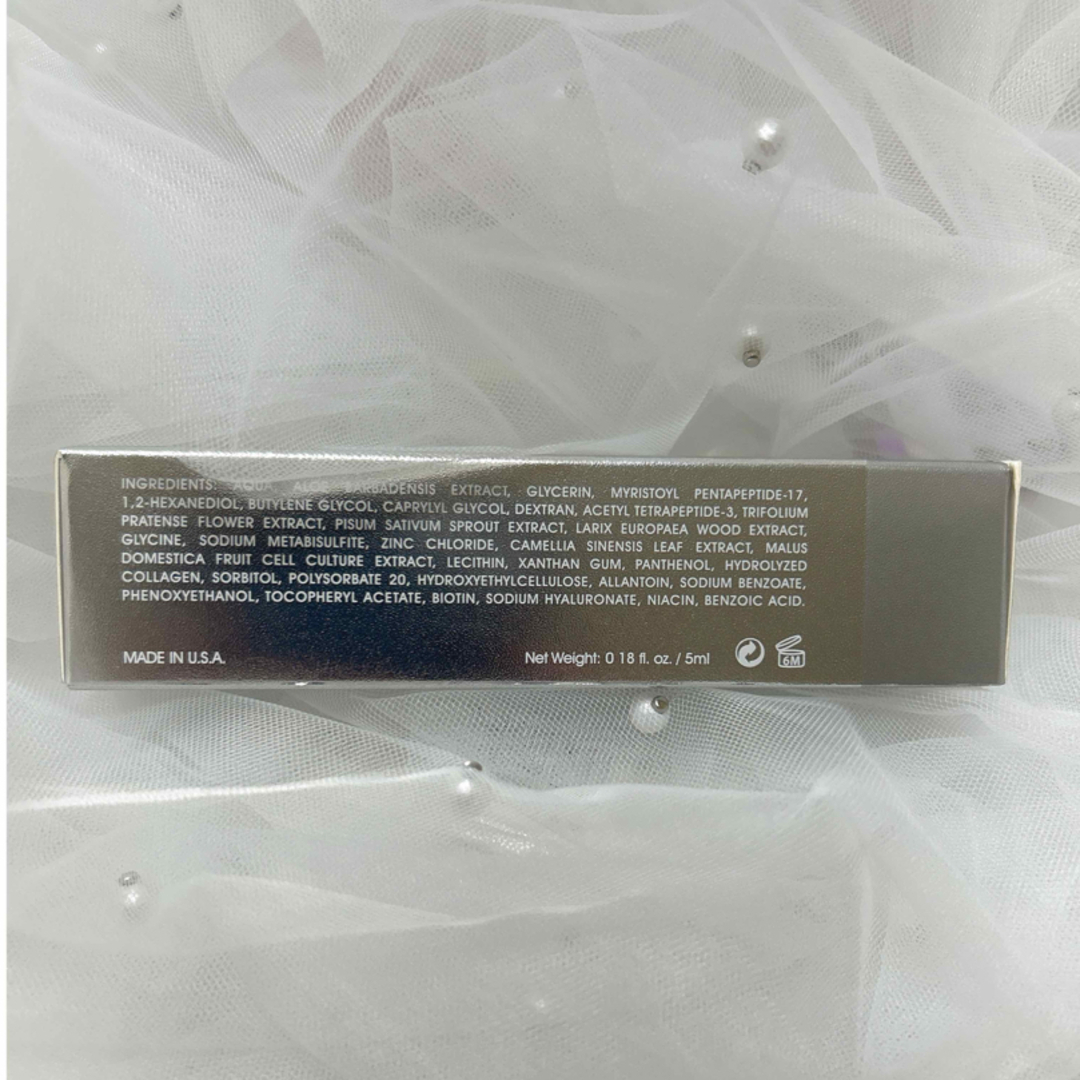 INGREDIENTS: AQUA, ALOE BARBADENSIS EXTRACT, GLYCERIN, MYRISTOYL PENTAPEPTIDE-17,
1,2-HEXANEDIOL, BUTYLENE GLYCOL, CAPRYLYL GLYCOL, DEXTRAN, ACETYL TETRAPEPTIDE-3, TRIFOLIUM
PRATENSE FLOWER EXTRACT, PISUM SATIVUM SPROUT EXTRACT, LARIX EUROPAEA WOOD EXTRACT,
GLYCINE, SODIUM METABISULFITE, ZINC CHLORIDE, CAMELLIA SINENSIS LEAF EXTRACT, MALUS
DOMESTICA FRUIT CELL CULTURE EXTRACT, LECITHIN, XANTHAN GUM, PANTHENOL, HYDROLYZED
COLLAGEN, SORBITOL, POLYSORBATE 20, HYDROXYETHYLCELLULOSE, ALLANTOIN, SODIUM BENZOATE,
PHENOXYETHANOL, TOCOPHERYL ACETATE, BIOTIN, SODIUM HYALURONATE, NIACIN, BENZOIC ACID.
MADE IN U.S.A.
Net Weight: 0 18 fl. oz. / 5ml
6M